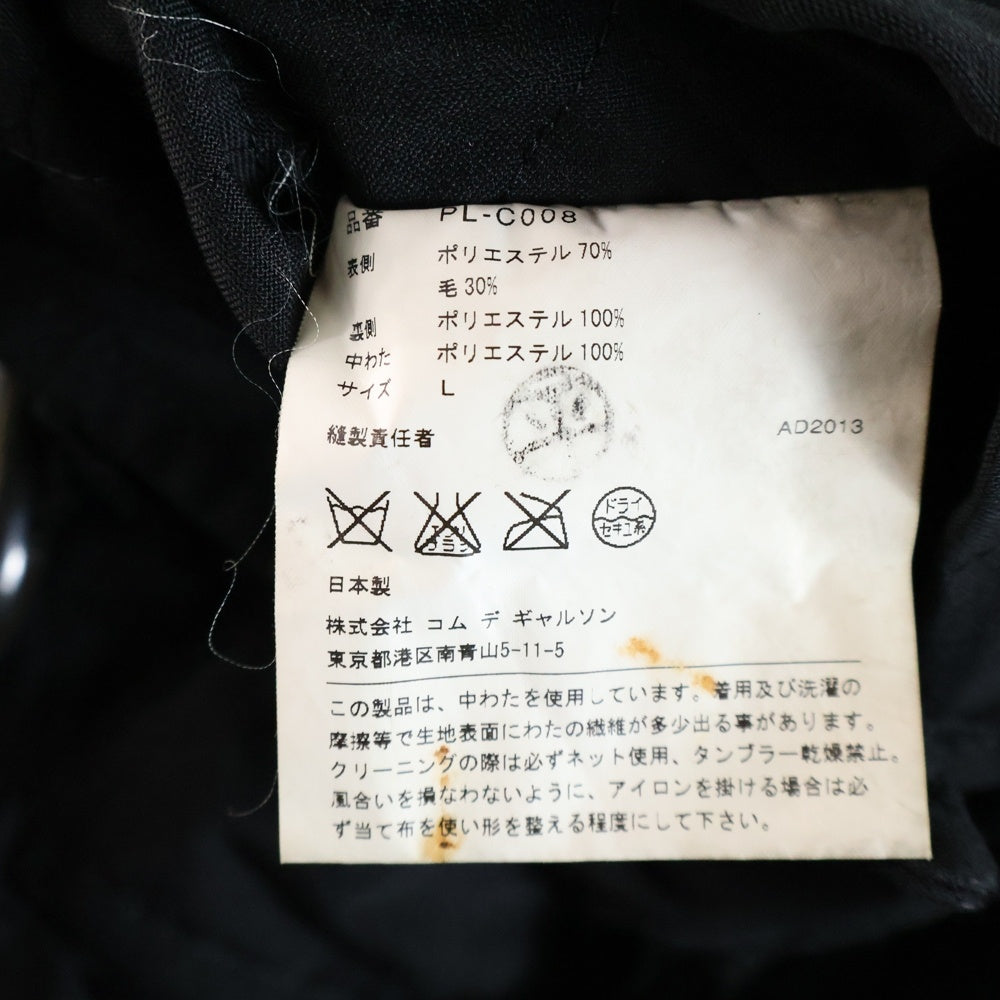 品番 PL-C008
表側 ポリエステル 70%
毛 30%
裏側 ポリエステル 100%
中わた ポリエステル 100%
サイズ L
縫製責任者 AD2013
ドライ
セキユ系
日本製
株式会社 コム デ ギャルソン
東京都港区南青山5-11-5
この製品は、中わたを使用しています。着用及び洗濯の
摩擦等で生地表面にわたの繊維が多少出る事があります。
クリーニングの際は必ずネット使用、タンブラー乾燥禁止。
風合いを損なわないように、アイロンを掛ける場合は必
ず当て布を使い形を整える程度にして下さい。